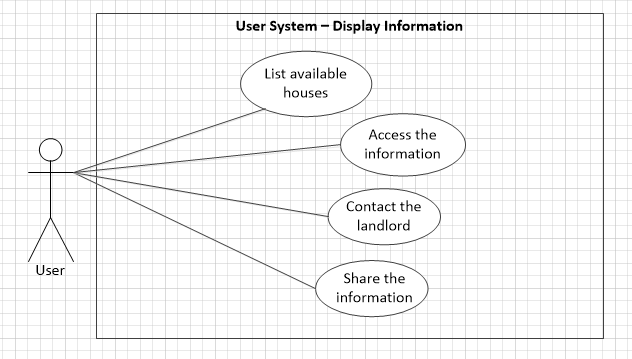 User System – Display Information
List available
houses
Access the
information
Contact the
landlord
Share the
information
User